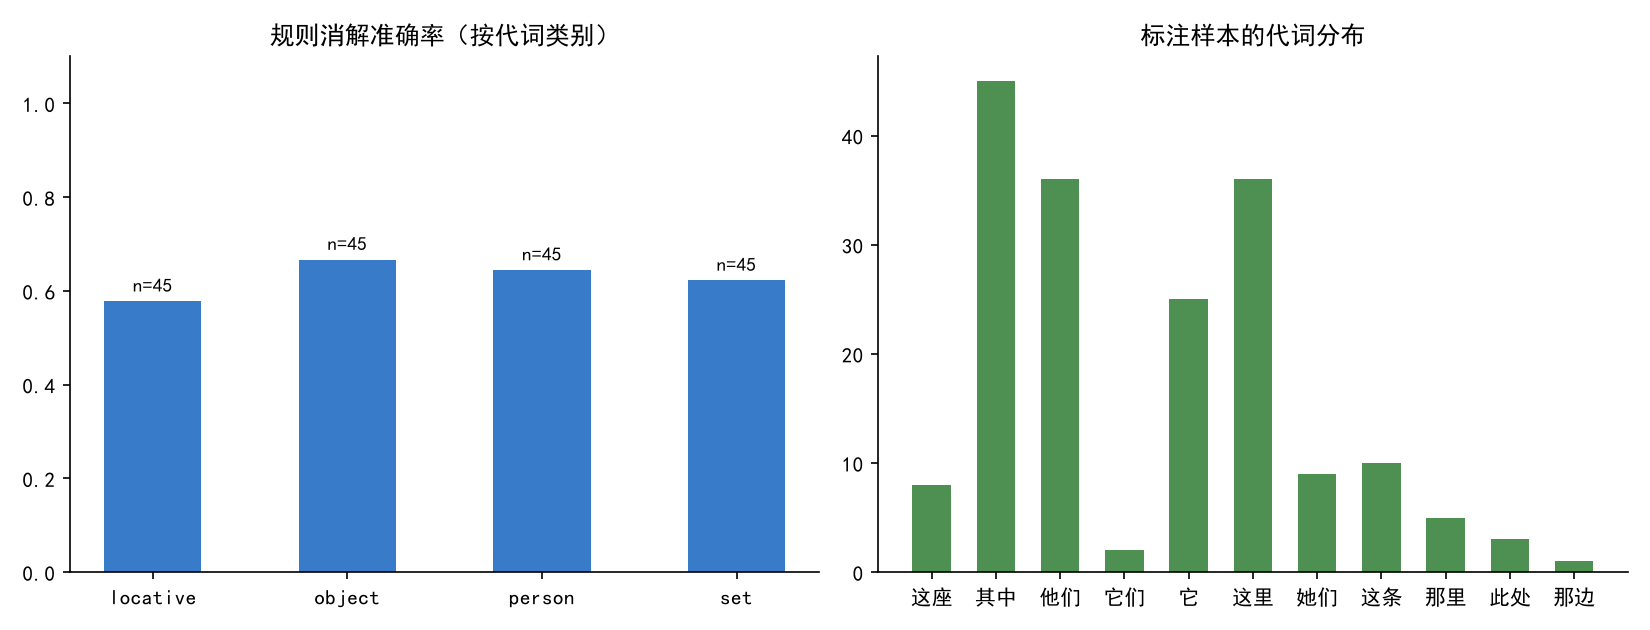 规则消解准确率（按代词类别）
1.0
0.8
0.6
0.4
0.2
0.0
n=45
n=45
n=45
n=45
locative
object
person
set
标注样本的代词分布
40
30
20
10
0
这座
其中
他们
它们
它
这里
她们
这条
那里
此处
那边